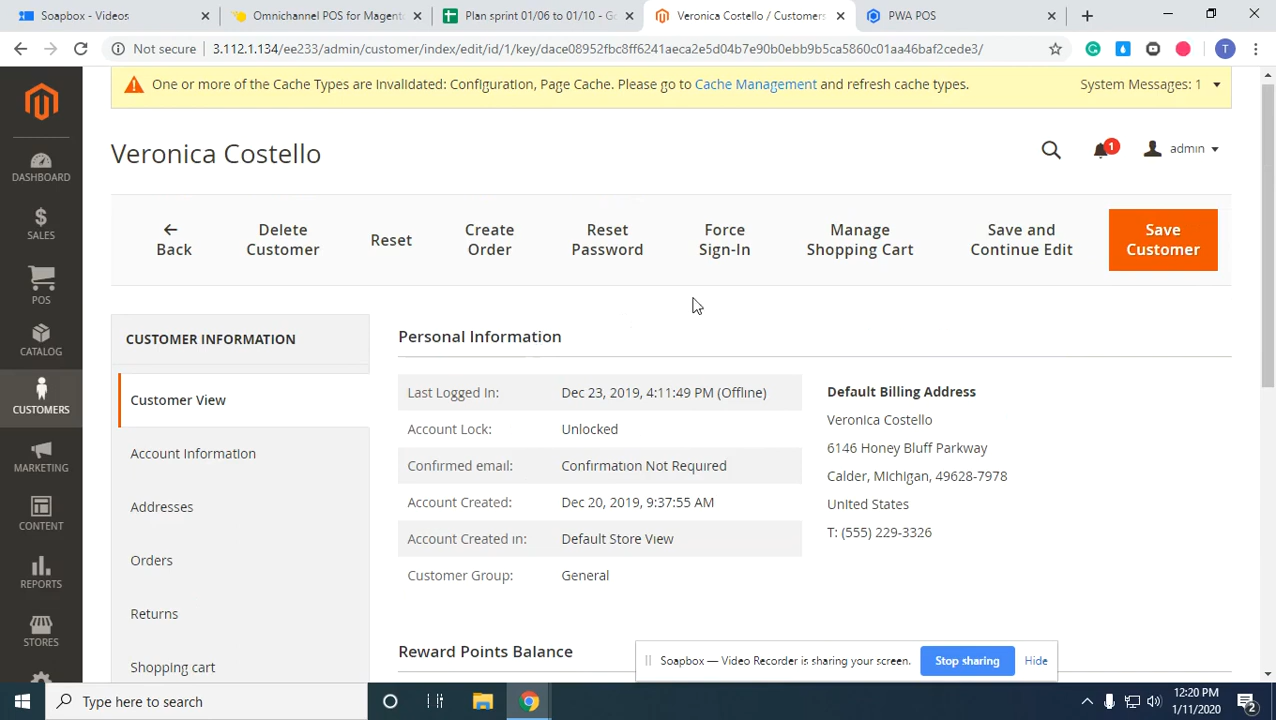 Soapbox - Videos
Omnichannel POS for Magento
Plan sprint 01/06 to 01/10 - Go
Veronica Costello / Customers
PWA POS
Not secure
3.112.1.134/ee233/admin/customer/index/edit/id/1/key/dace08952fbc8ff6241aeca2e5d04b7e90b0ebb9b5ca5860c01aa46baf2cede3/
T
One or more of the Cache Types are Invalidated: Configuration, Page Cache. Please go to Cache Management and refresh cache types.
System Messages: 1
Veronica Costello
1
admin
Back
Delete
Customer
Reset
Create
Order
Reset
Password
Force
Sign-In
Manage
Shopping Cart
Save and
Continue Edit
Save
Customer
DASHBOARD
SALES
POS
CATALOG
CUSTOMERS
MARKETING
CONTENT
REPORTS
STORES
CUSTOMER INFORMATION
Customer View
Account Information
Addresses
Orders
Returns
Shopping cart
Personal Information
Last Logged In: Dec 23, 2019, 4:11:49 PM (Offline)
Account Lock: Unlocked
Confirmed email: Confirmation Not Required
Account Created: Dec 20, 2019, 9:37:55 AM
Account Created in: Default Store View
Customer Group: General
Default Billing Address
Veronica Costello
6146 Honey Bluff Parkway
Calder, Michigan, 49628-7978
United States
T: (555) 229-3326
Reward Points Balance
Soapbox — Video Recorder is sharing your screen.
Stop sharing
Hide
Type here to search
12:20 PM
1/11/2020
2